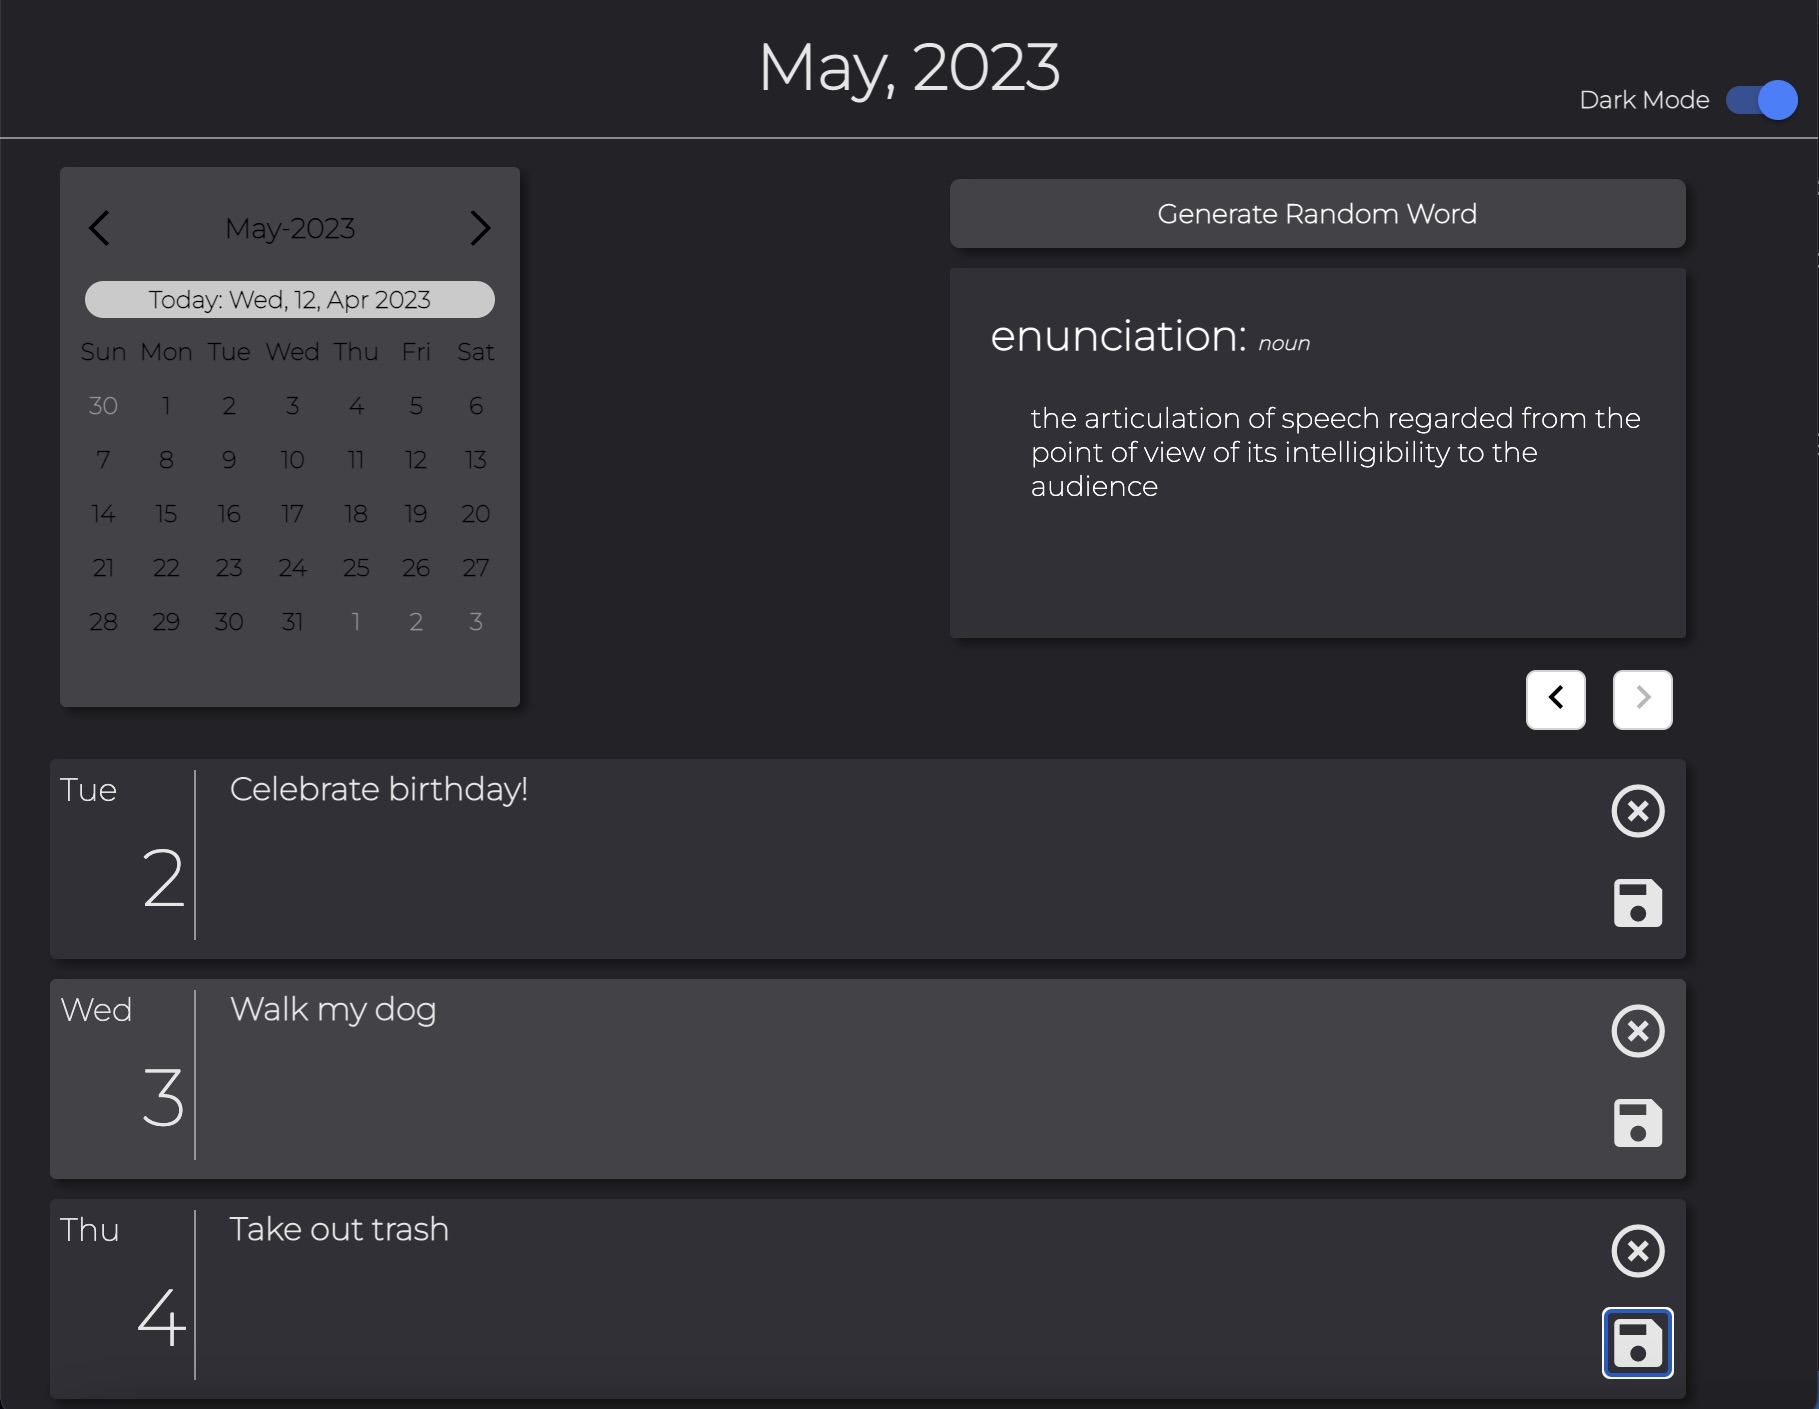 May, 2023
Dark Mode
May-2023
Today: Wed, 12, Apr 2023
Sun Mon Tue Wed Thu Fri Sat
30 1 2 3 4 5 6
7 8 9 10 11 12 13
14 15 16 17 18 19 20
21 22 23 24 25 26 27
28 29 30 31 1 2 3
Generate Random Word
enunciation: noun
the articulation of speech regarded from the
point of view of its intelligibility to the
audience
Tue
2
Celebrate birthday!
Wed
3
Walk my dog
Thu
4
Take out trash